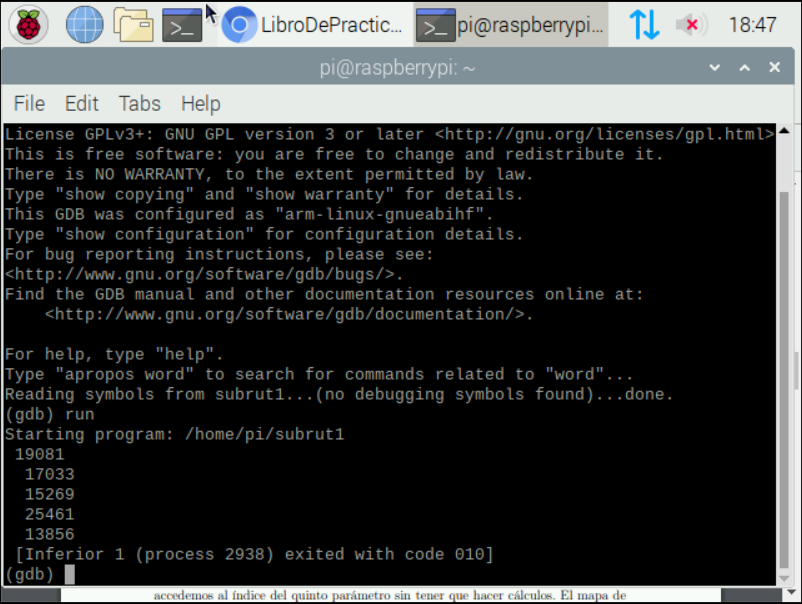 LibroDePractic...
pi@raspberrypi...
18:47
pi@raspberrypi: ~
File Edit Tabs Help
License GPLv3+: GNU GPL version 3 or later <http://gnu.org/licenses/gpl.html>
This is free software: you are free to change and redistribute it.
There is NO WARRANTY, to the extent permitted by law.
Type "show copying" and "show warranty" for details.
This GDB was configured as "arm-linux-gnueabihf".
Type "show configuration" for configuration details.
For bug reporting instructions, please see:
<http://www.gnu.org/software/gdb/bugs/>.
Find the GDB manual and other documentation resources online at:
    <http://www.gnu.org/software/gdb/documentation/>.
For help, type "help".
Type "apropos word" to search for commands related to "word"...
Reading symbols from subrut1...(no debugging symbols found)...done.
(gdb) run
Starting program: /home/pi/subrut1
 19081
  17033
  15269
  25461
  13856
 [Inferior 1 (process 2938) exited with code 010]
(gdb)
accedemos al índice del quinto parámetro sin tener que hacer cálculos. El mapa de